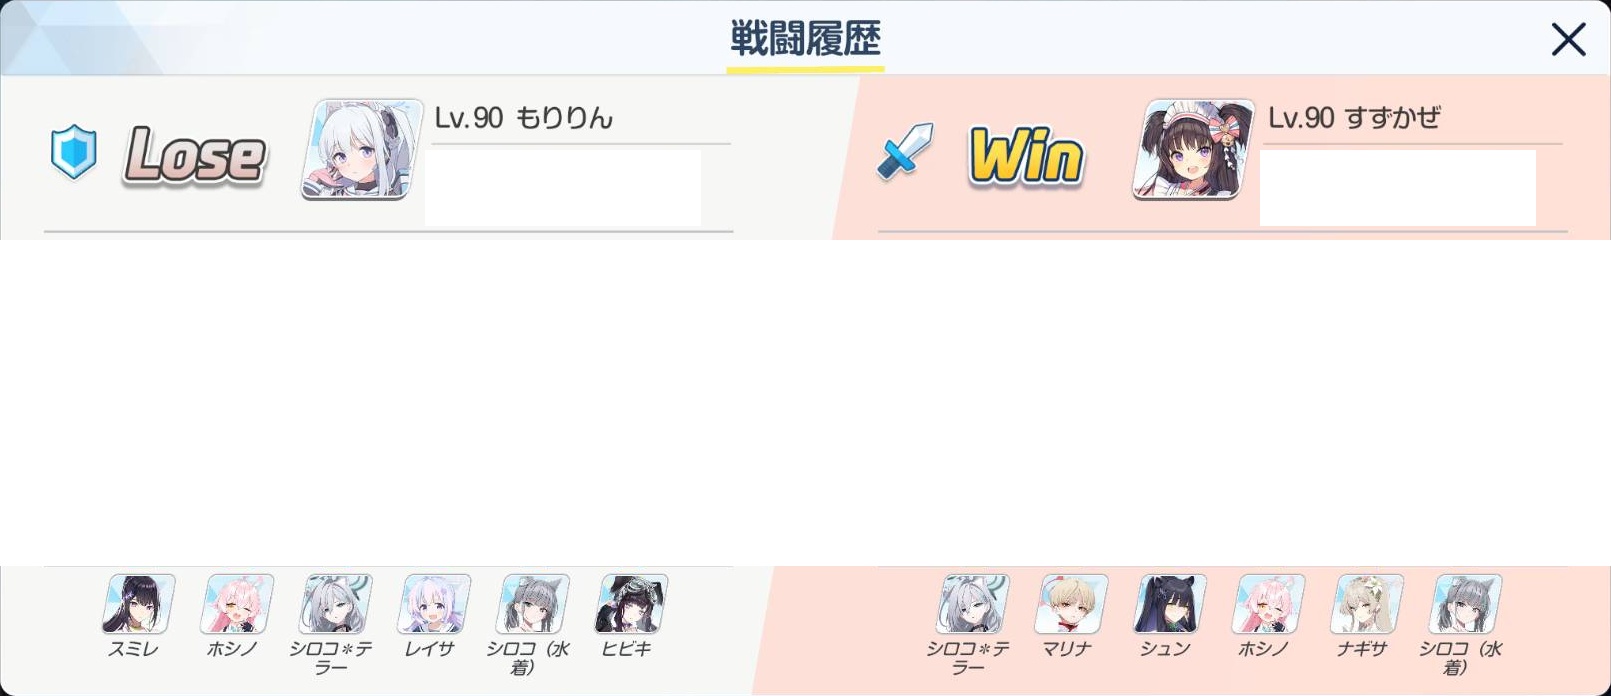 戦闘履歴
Lose
Lv.90 もりりん
Win
Lv.90 すずかぜ
スミレ
ホシノ
シロコ＊テ
ラー
レイサ
シロコ（水
着）
ヒビキ
シロコ＊テ
ラー
マリナ
シュン
ホシノ
ナギサ
シロコ（水
着）